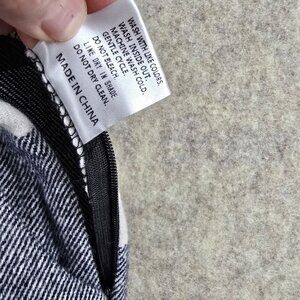 WASH WITH LIKE COLORS.
WASH INSIDE OUT.
MACHINE WASH COLD.
GENTLE CYCLE.
DO NOT BLEACH
LINE DRY IN SHADE
DO NOT DRY CLEAN.
MADE IN CHINA